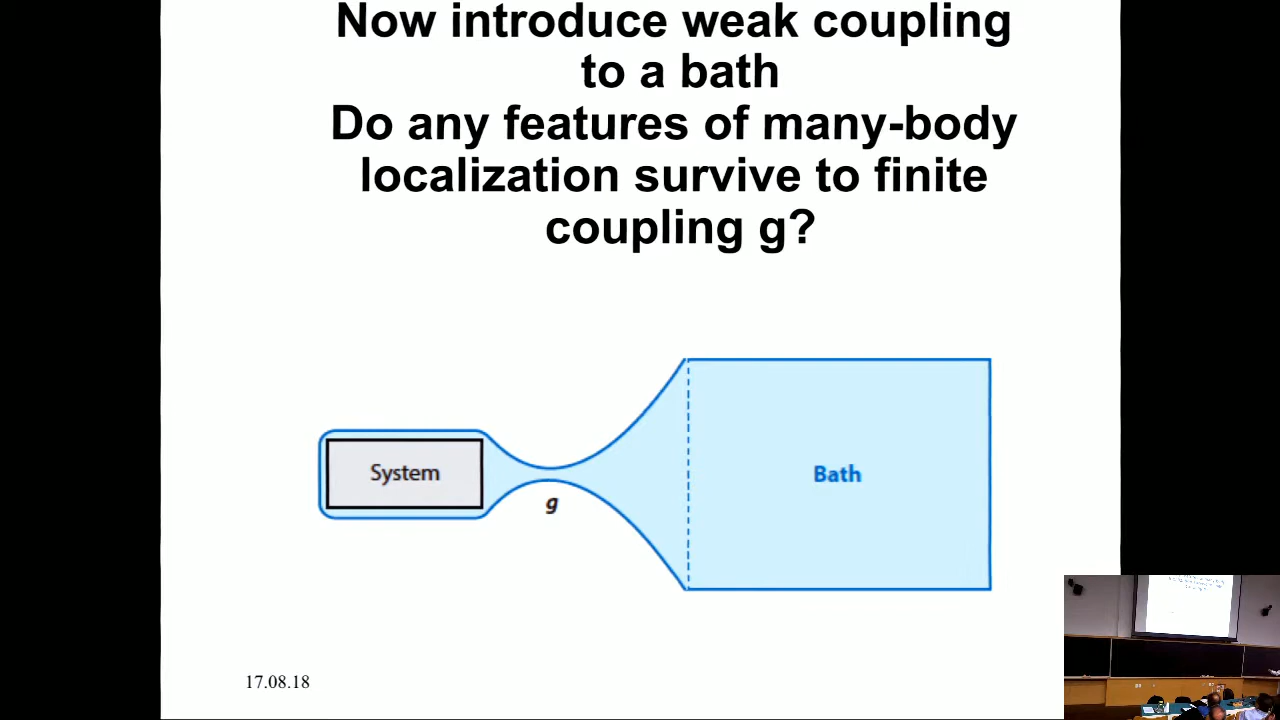 Now introduce weak coupling
to a bath
Do any features of many-body
localization survive to finite
coupling g?
System
g
Bath
17.08.18